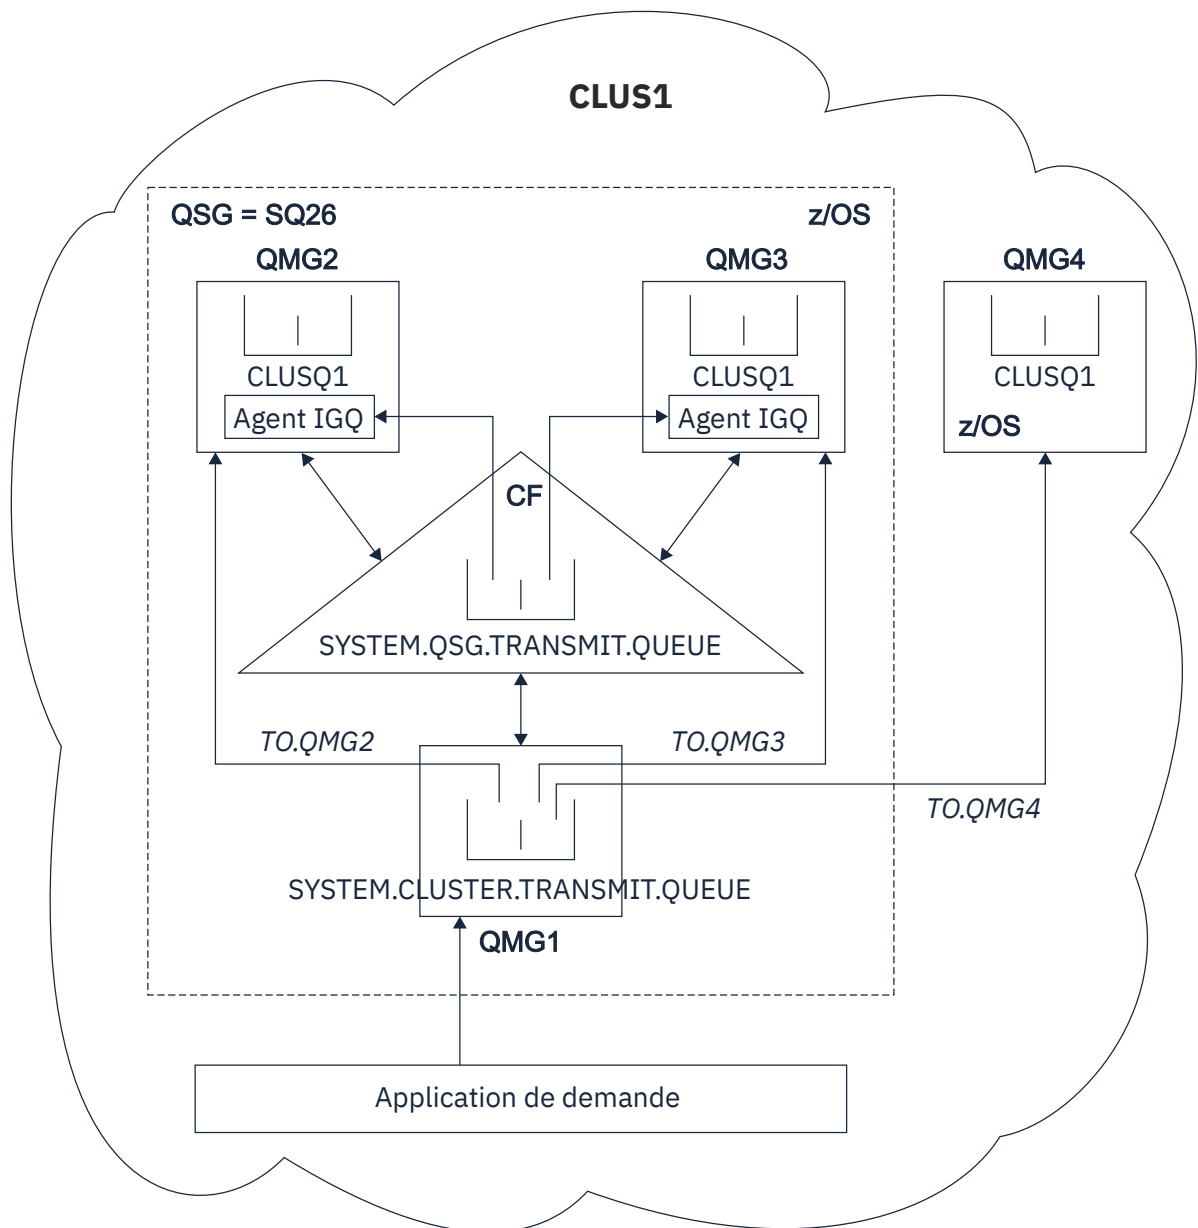 CLUS1
QSG = SQ26
z/OS
QMG2
QMG3
QMG4
CLUSQ1
CLUSQ1
CLUSQ1
Agent IGQ
Agent IGQ
z/OS
CF
SYSTEM.QSG.TRANSMIT.QUEUE
TO.QMG2
TO.QMG3
TO.QMG4
SYSTEM.CLUSTER.TRANSMIT.QUEUE
QMG1
Application de demande